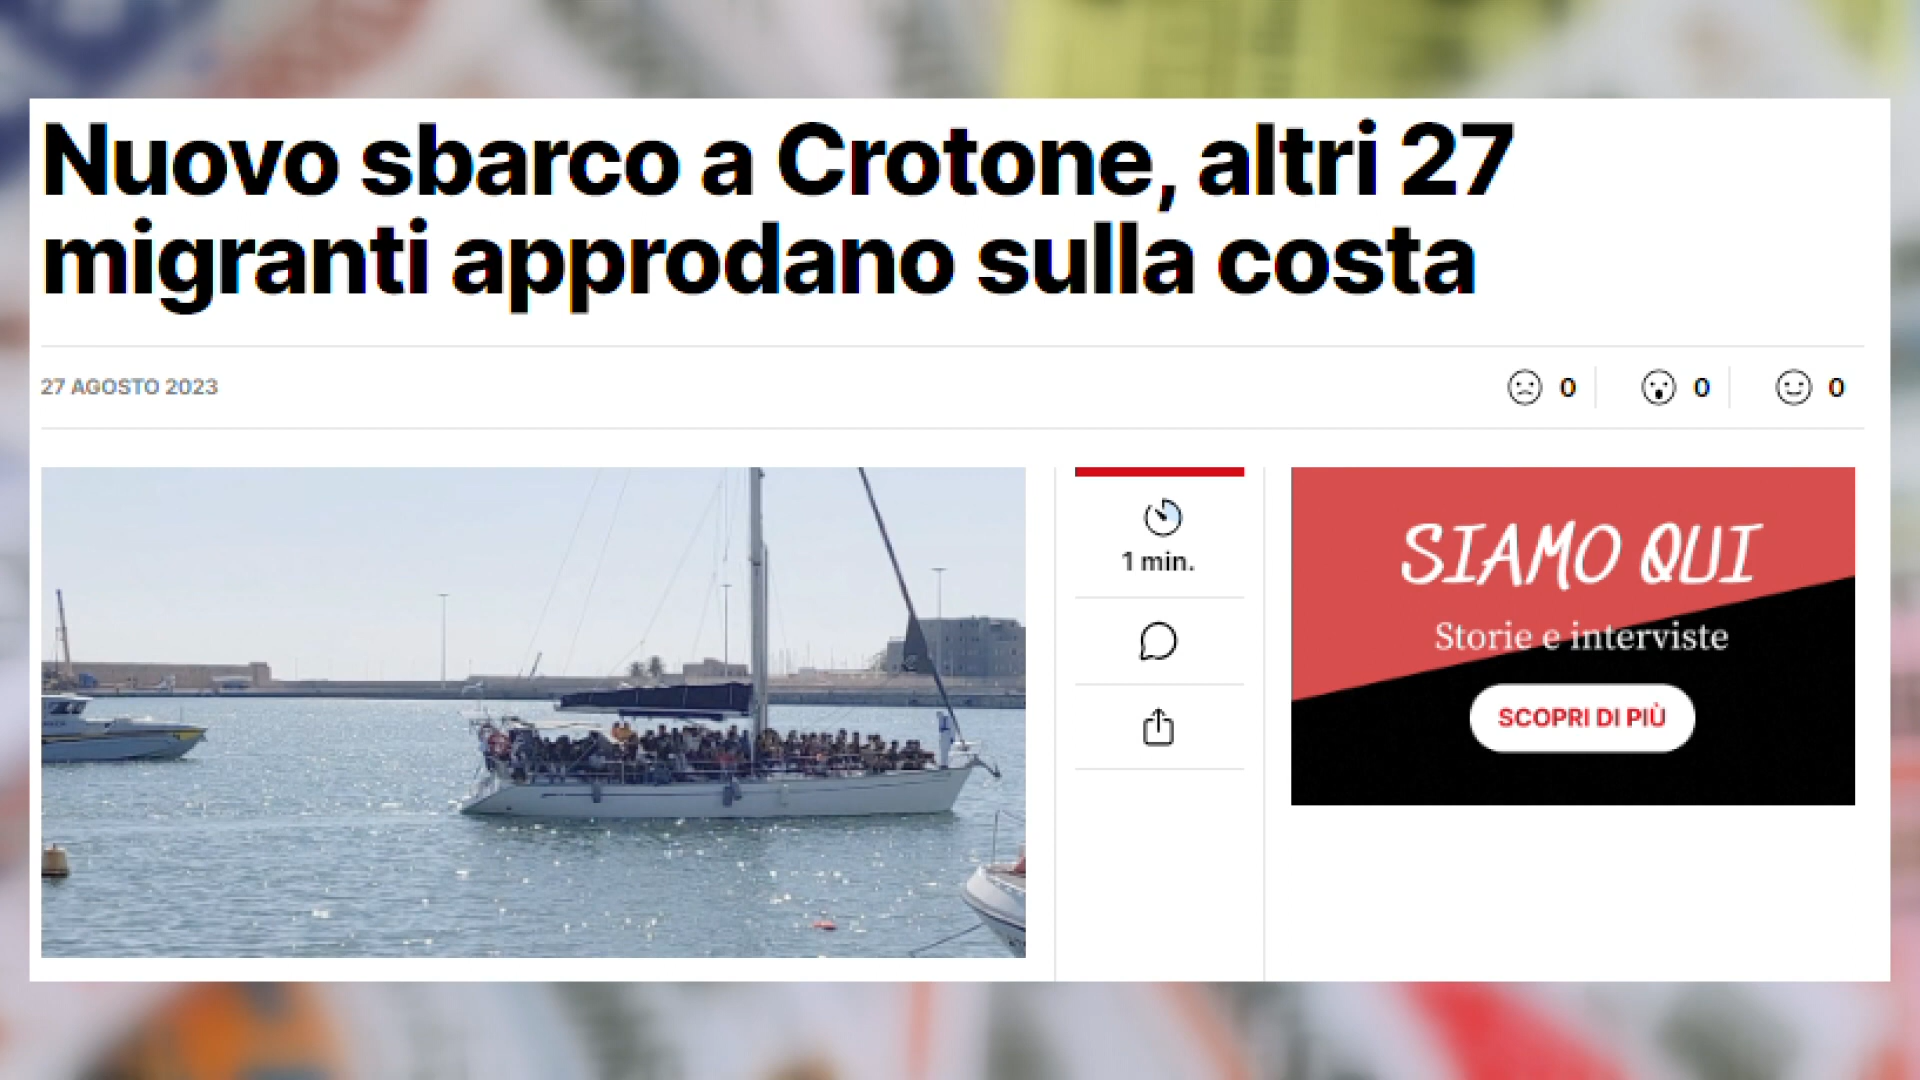 Nuovo sbarco a Crotone, altri 27
migranti approdano sulla costa
27 AGOSTO 2023
0
0
0
1 min.
SIAMO QUI
Storie e interviste
SCOPRI DI PIÙ